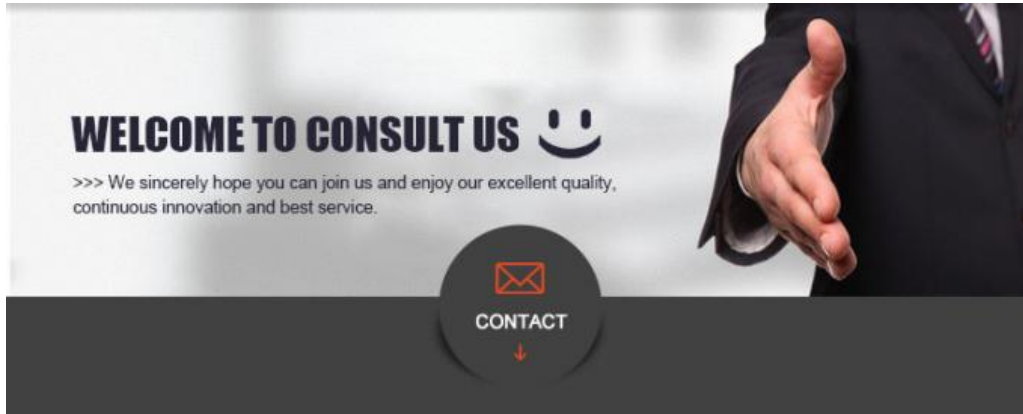 WELCOME TO CONSULT US
>>> We sincerely hope you can join us and enjoy our excellent quality,
continuous innovation and best service.
CONTACT